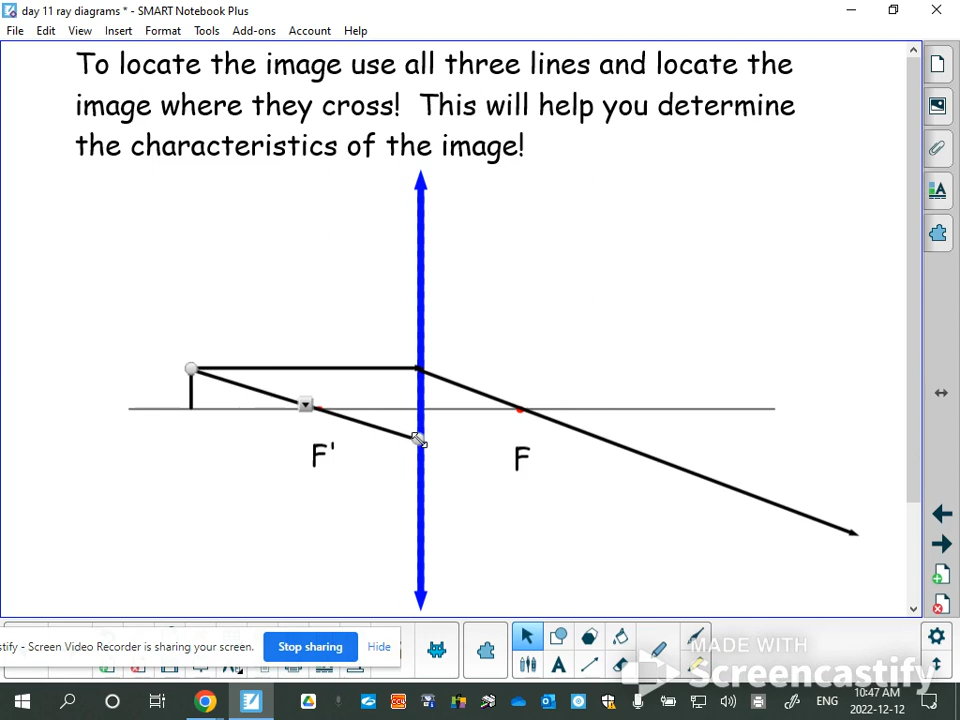 day 11 ray diagrams * - SMART Notebook Plus
File Edit View Insert Format Tools Add-ons Account Help
To locate the image use all three lines and locate the
image where they cross! This will help you determine
the characteristics of the image!
F'
F
stify - Screen Video Recorder is sharing your screen.
Stop sharing
Hide
MADE WITH
Screencastify
ENG
10:47 AM
2022-12-12